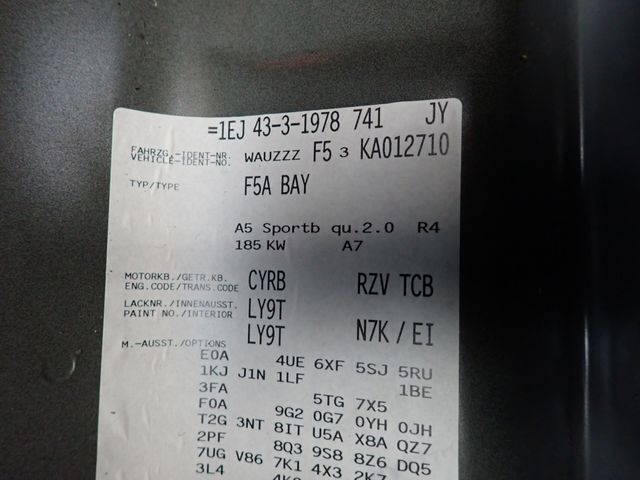 =1EJ 43-3-1978 741 JY
FAHRZG.-IDENT-NR. WAUZZZ F5 3 KA012710
VEHICLE-IDENT-NO.
TYP/TYPE F5A BAY
A5 Sportb qu.2.0 R4
185 KW A7
MOTORKB./GETR.KB. CYRB RZV TCB
ENG.CODE/TRANS.CODE
LACKNR./INNENAUSST. LY9T
PAINT NO./INTERIOR LY9T N7K / EI
M.-AUSST./OPTIONS
E0A 4UE 6XF 5SJ 5RU
1KJ J1N 1LF 1BE
3FA 5TG 7X5
F0A 9G2 0G7 0YH 0JH
T2G 3NT 8IT U5A X8A QZ7
2PF 8Q3 9S8 8Z6 DQ5
7UG V86 7K1 4X3 2K7
3L4